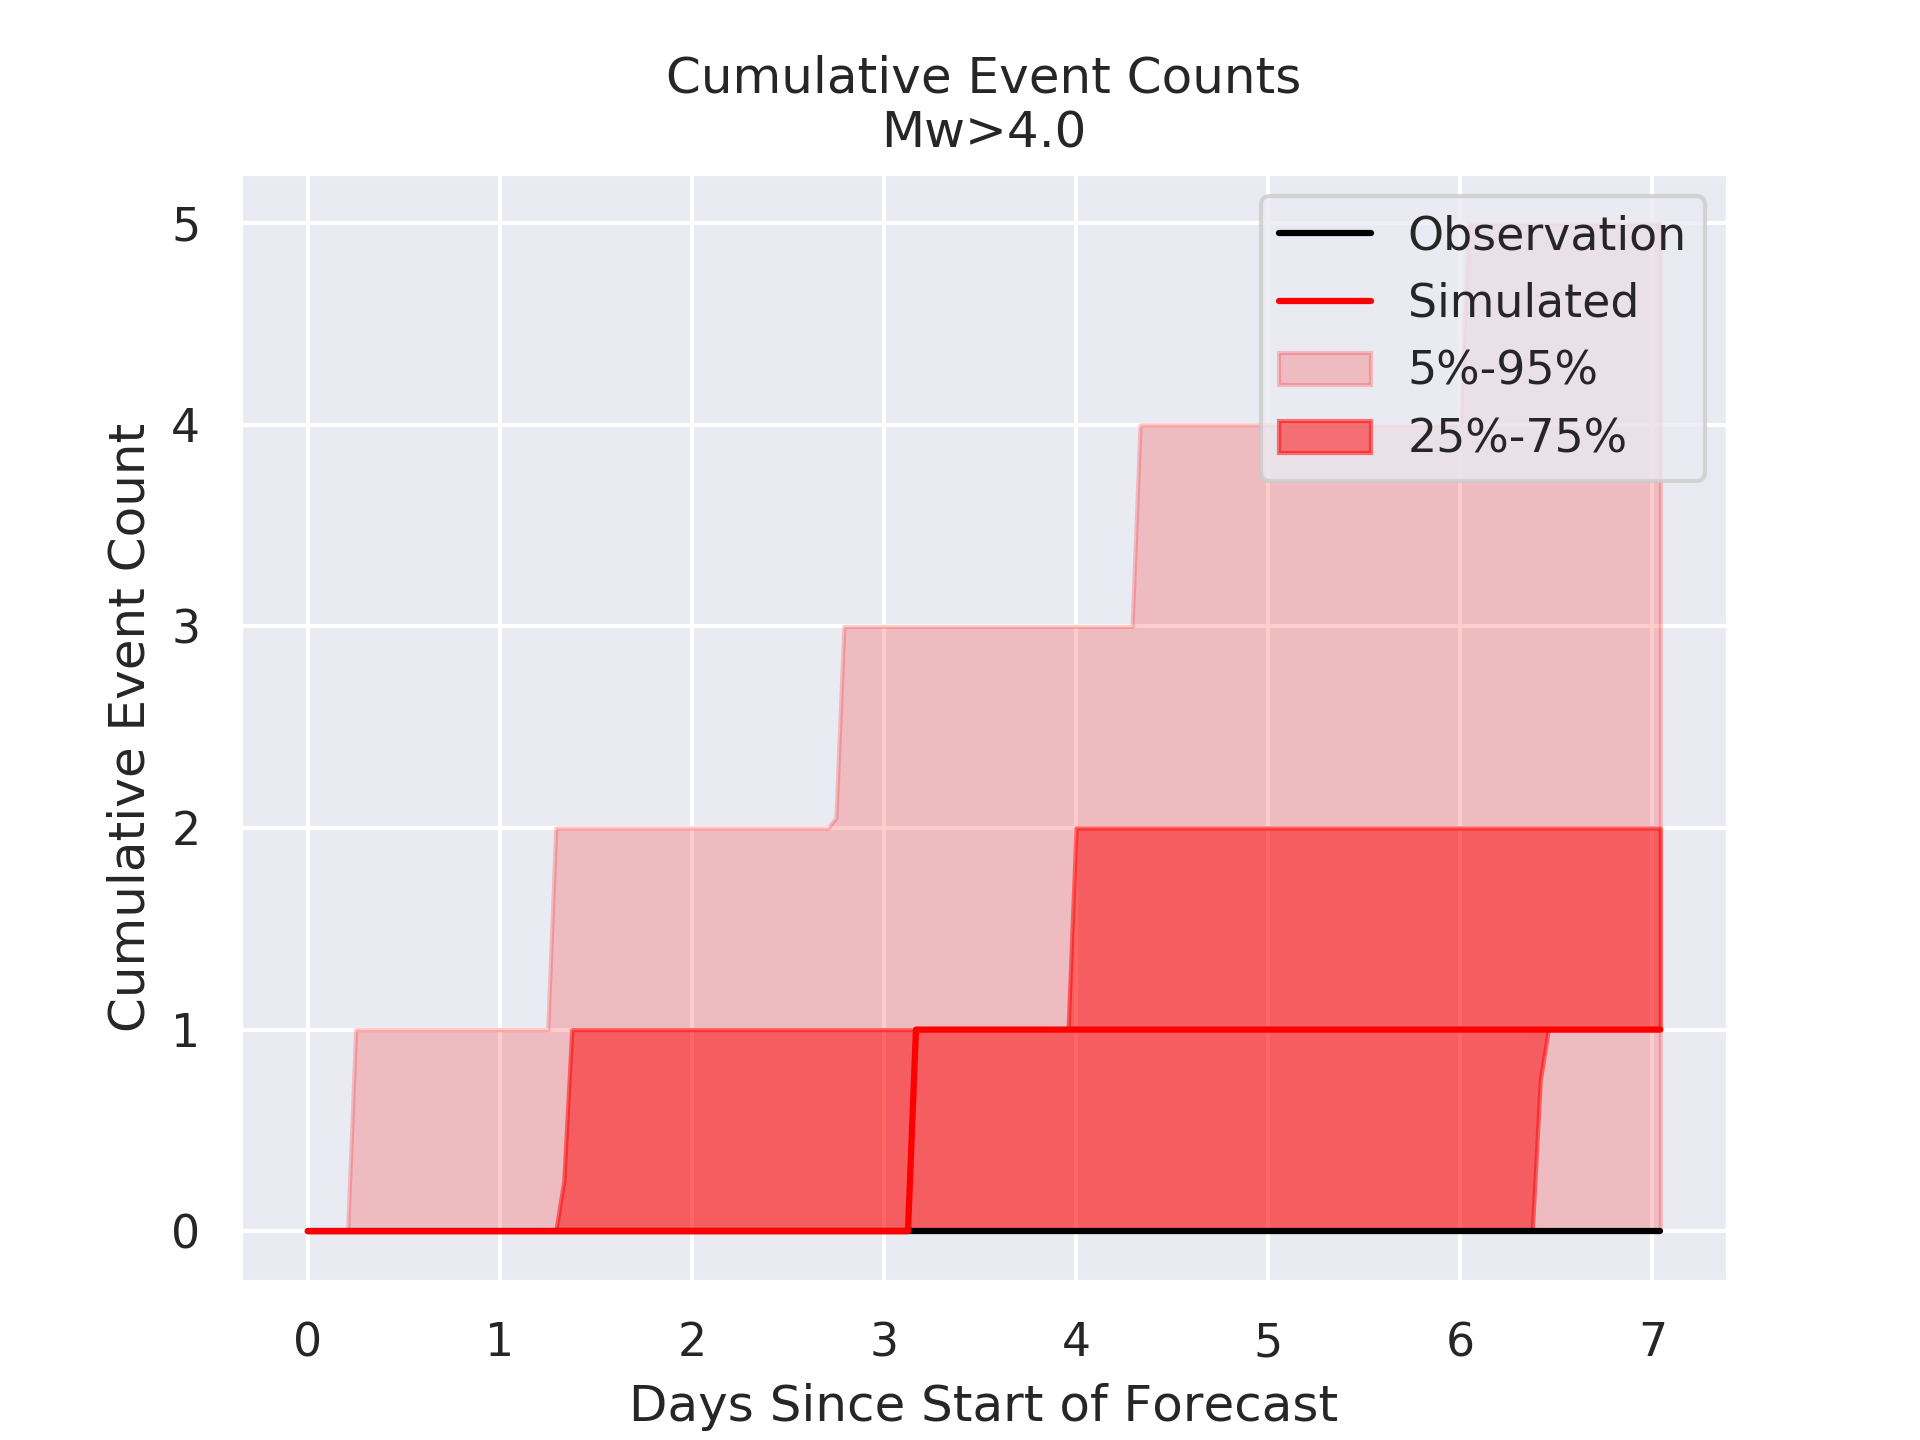 Cumulative Event Counts
Mw>4.0
Observation
Simulated
5%-95%
25%-75%
Cumulative Event Count
5
4
3
2
1
0
0 1 2 3 4 5 6 7
Days Since Start of Forecast